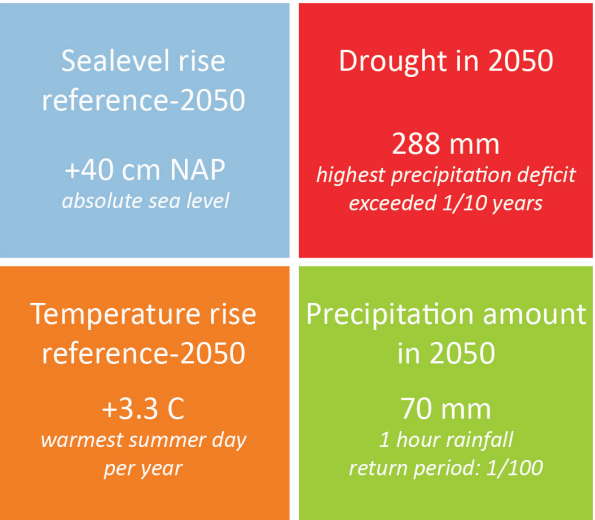 Sealevel rise
reference-2050
+40 cm NAP
absolute sea level
Drought in 2050
288 mm
highest precipitation deficit
exceeded 1/10 years
Temperature rise
reference-2050
+3.3 C
warmest summer day
per year
Precipitation amount
in 2050
70 mm
1 hour rainfall
return period: 1/100